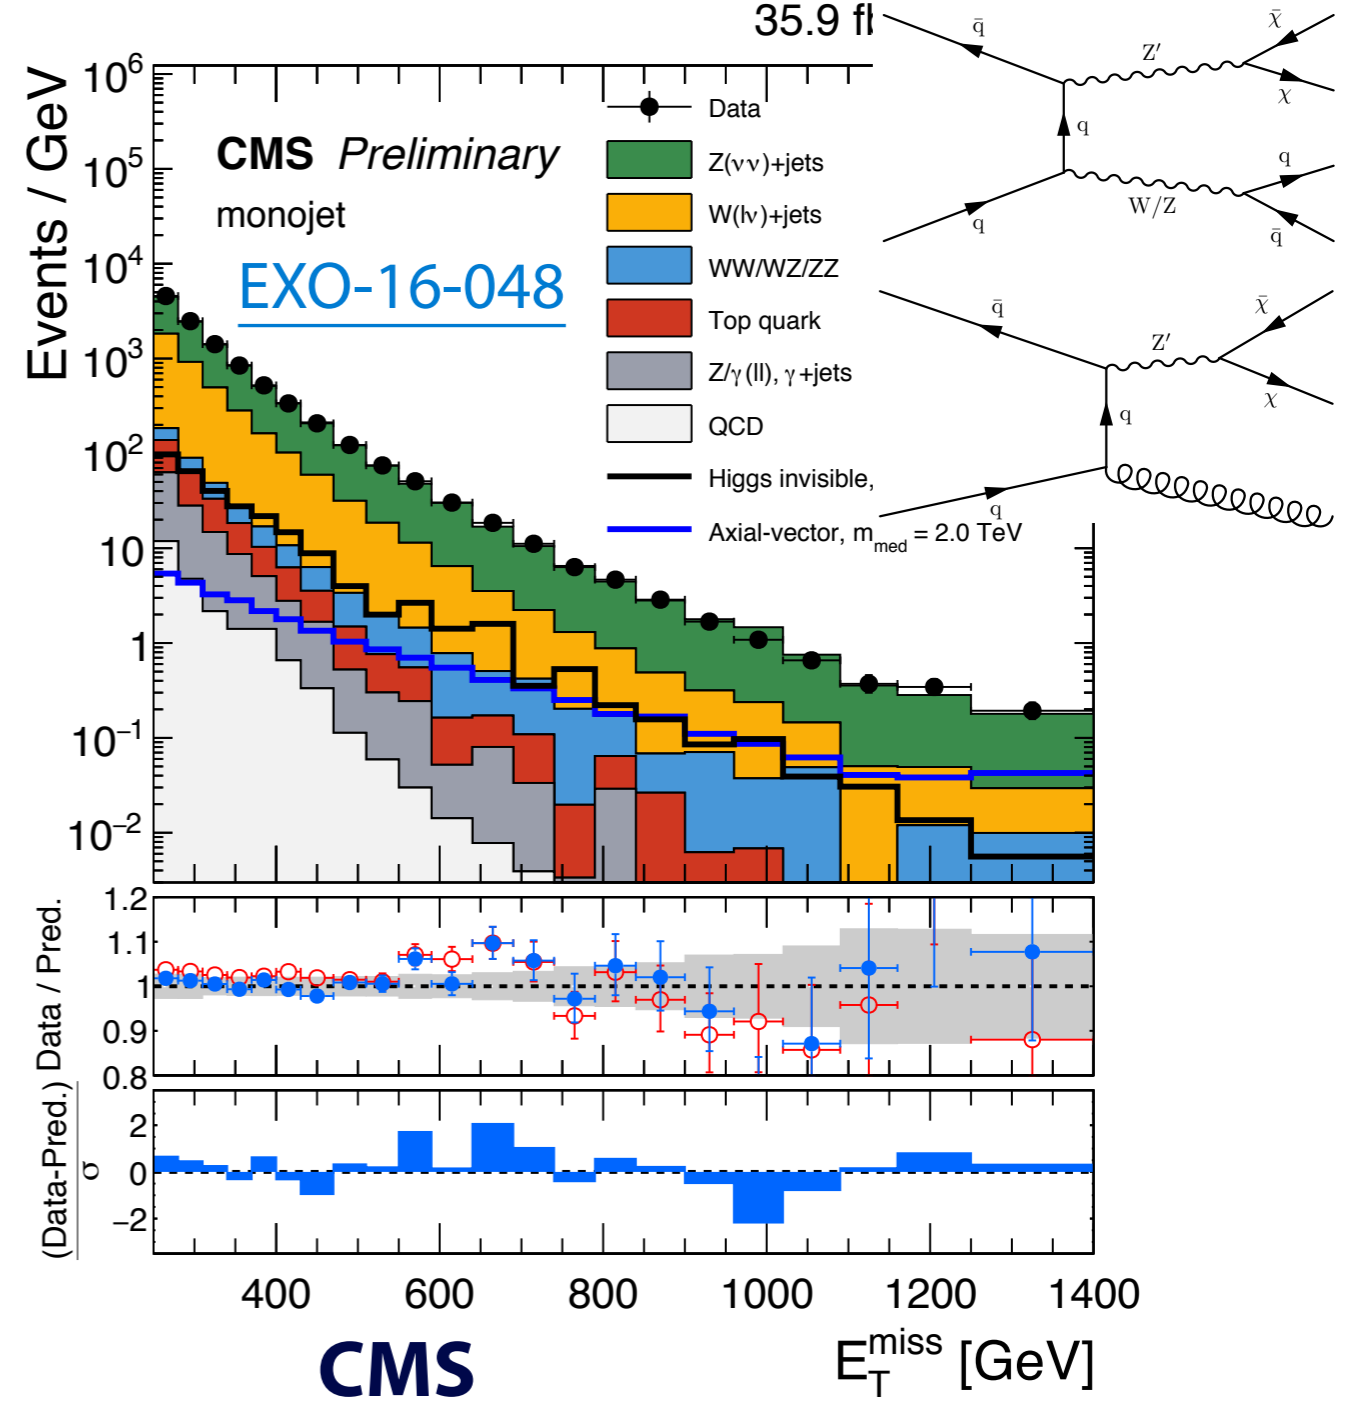 35.9 fb
Events / GeV
10⁶
10⁵
10⁴
10³
10²
10
1
10⁻¹
10⁻²
CMS Preliminary
monojet
EXO-16-048
Data
Z(νν)+jets
W(lν)+jets
WW/WZ/ZZ
Top quark
Z/γ(ll), γ+jets
QCD
Higgs invisible,
Axial-vector, m_med = 2.0 TeV
q̄
Z′
χ̄
χ
q
q
W/Z
q
q̄
q̄
Z′
χ̄
χ
q
q
Data / Pred.
1.2
1.1
1
0.9
0.8
(Data-Pred.)
σ
2
0
−2
400 600 800 1000 1200 1400
CMS
E_T^miss [GeV]